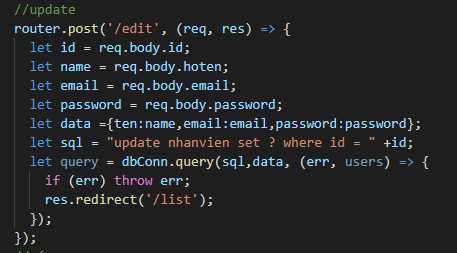 //update
router.post('/edit', (req, res) => {
let id = req.body.id;
let name = req.body.hoten;
let email = req.body.email;
let password = req.body.password;
let data ={ten:name,email:email,password:password};
let sql = "update nhanvien set ? where id = " +id;
let query = dbConn.query(sql,data, (err, users) => {
if (err) throw err;
res.redirect('/list');
});
});